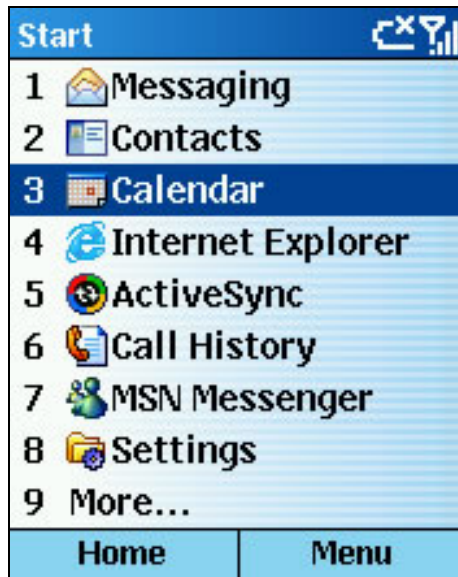 Start
1 Messaging
2 Contacts
3 Calendar
4 Internet Explorer
5 ActiveSync
6 Call History
7 MSN Messenger
8 Settings
9 More...
Home Menu